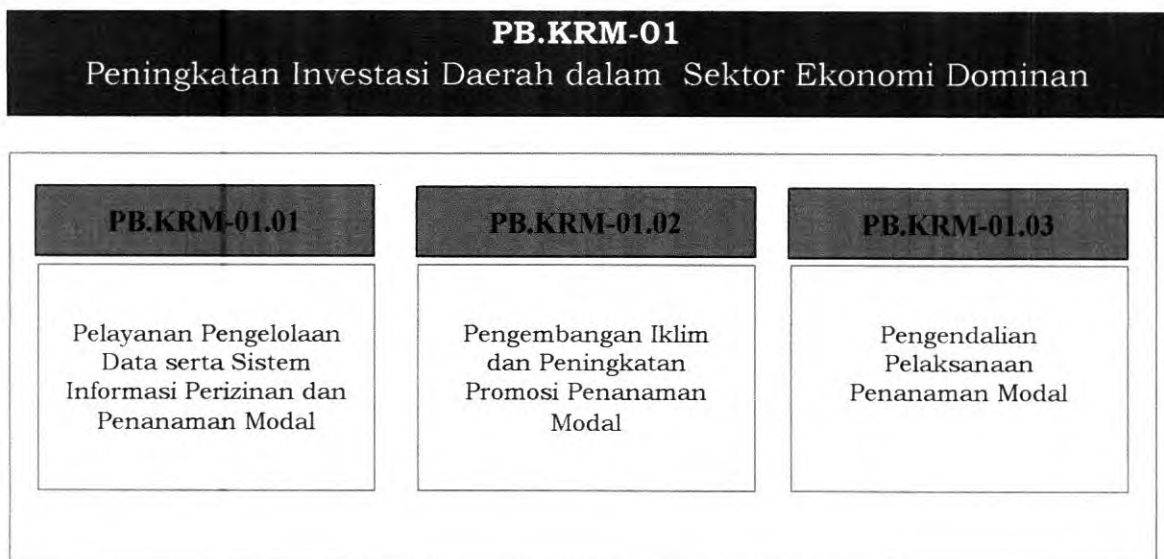 PB.KRM-01
Peningkatan Investasi Daerah dalam Sektor Ekonomi Dominan
PB.KRM-01.01
Pelayanan Pengelolaan
Data serta Sistem
Informasi Perizinan dan
Penanaman Modal
PB.KRM-01.02
Pengembangan Iklim
dan Peningkatan
Promosi Penanaman
Modal
PB.KRM-01.03
Pengendalian
Pelaksanaan
Penanaman Modal